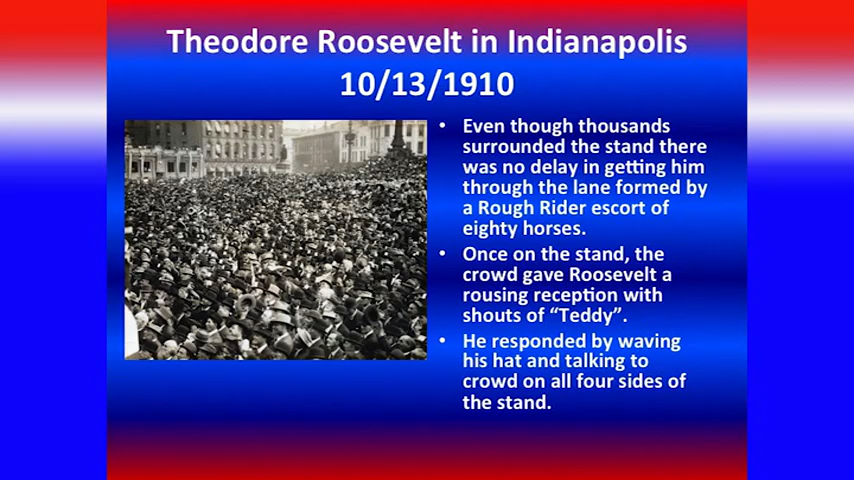 Theodore Roosevelt in Indianapolis
10/13/1910
• Even though thousands
surrounded the stand there
was no delay in getting him
through the lane formed by
a Rough Rider escort of
eighty horses.
• Once on the stand, the
crowd gave Roosevelt a
rousing reception with
shouts of “Teddy”.
• He responded by waving
his hat and talking to
crowd on all four sides of
the stand.